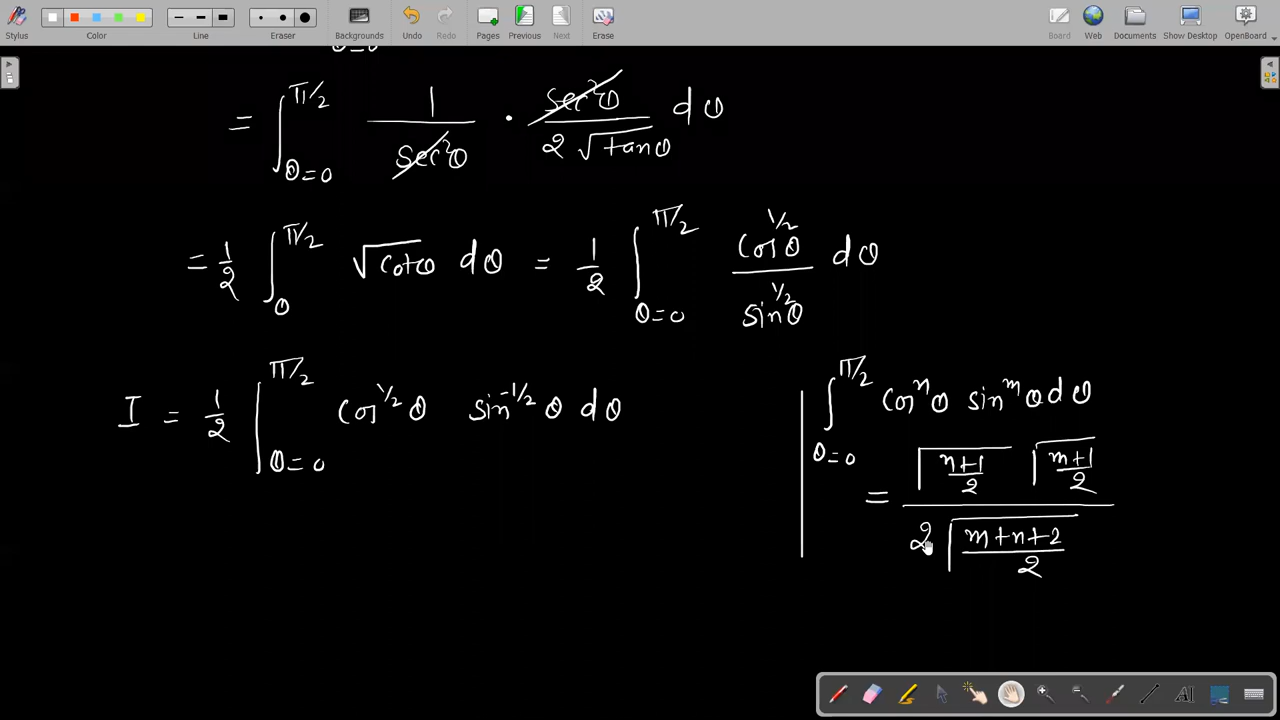 Stylus Color Line Eraser Backgrounds Undo Redo Pages Previous Next Erase Board Web Documents Show Desktop OpenBoard
θ=0
= ∫_{θ=0}^{π/2} 1/sec²θ · sec²θ/(2√tanθ) dθ
= 1/2 ∫_0^{π/2} √cotθ dθ = 1/2 ∫_{θ=0}^{π/2} cos^{1/2}θ / sin^{1/2}θ dθ
I = 1/2 ∫_{θ=0}^{π/2} cos^{1/2}θ sin^{-1/2}θ dθ
∫_{θ=0}^{π/2} cos^nθ sin^mθ dθ
= Γ((n+1)/2) Γ((m+1)/2) / (2 Γ((m+n+2)/2))